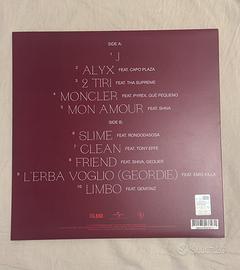 SIDE A:
1 J
2 ALYX FEAT. CAPO PLAZA
3 2 TIRI FEAT. THA SUPREME
4 MONCLER FEAT. PYREX, GUÈ PEQUENO
5 MON AMOUR FEAT. SHIVA
SIDE B:
6 SLIME FEAT. RONDODASOSA
7 CLEAN FEAT. TONY EFFE
8 FRIEND FEAT. SHIVA, GEOLIER
9 L'ERBA VOGLIO (GEORDIE) FEAT. EMIS KILLA
10 LIMBO FEAT. GEMITAIZ
ISLAND
Subito